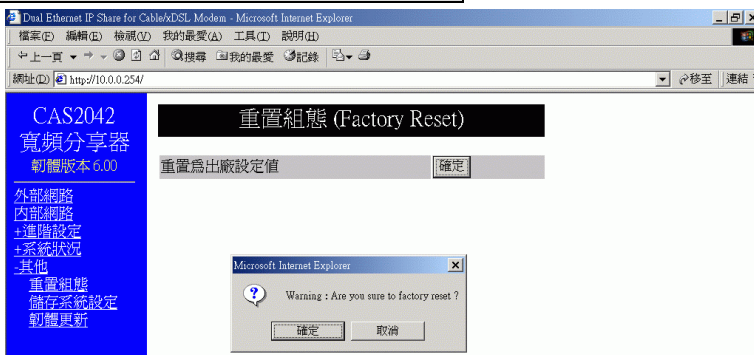 Dual Ethernet IP Share for Cable/xDSL Modem - Microsoft Internet Explorer
檔案(F) 編輯(E) 檢視(V) 我的最愛(A) 工具(T) 說明(H)
上一頁 搜尋 我的最愛 記錄
網址(D) http://10.0.0.254/ 移至 連結
CAS2042
寬頻分享器
韌體版本 6.00
外部網路
內部網路
+進階設定
+系統狀況
-其他
重置組態
儲存系統設定
韌體更新
重置組態 (Factory Reset)
重置為出廠設定值 確定
Microsoft Internet Explorer
Warning : Are you sure to factory reset ?
確定 取消